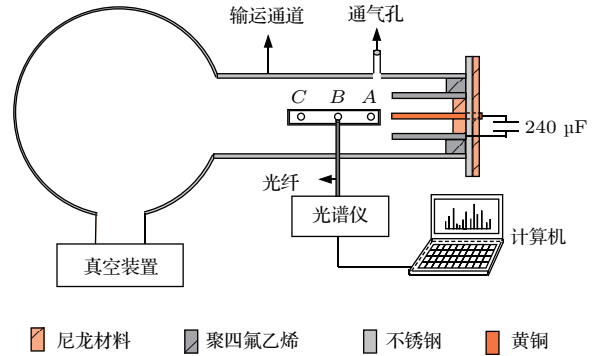 输运通道
通气孔
C B A
240 µF
光纤
光谱仪
计算机
真空装置
尼龙材料 聚四氟乙烯 不锈钢 黄铜